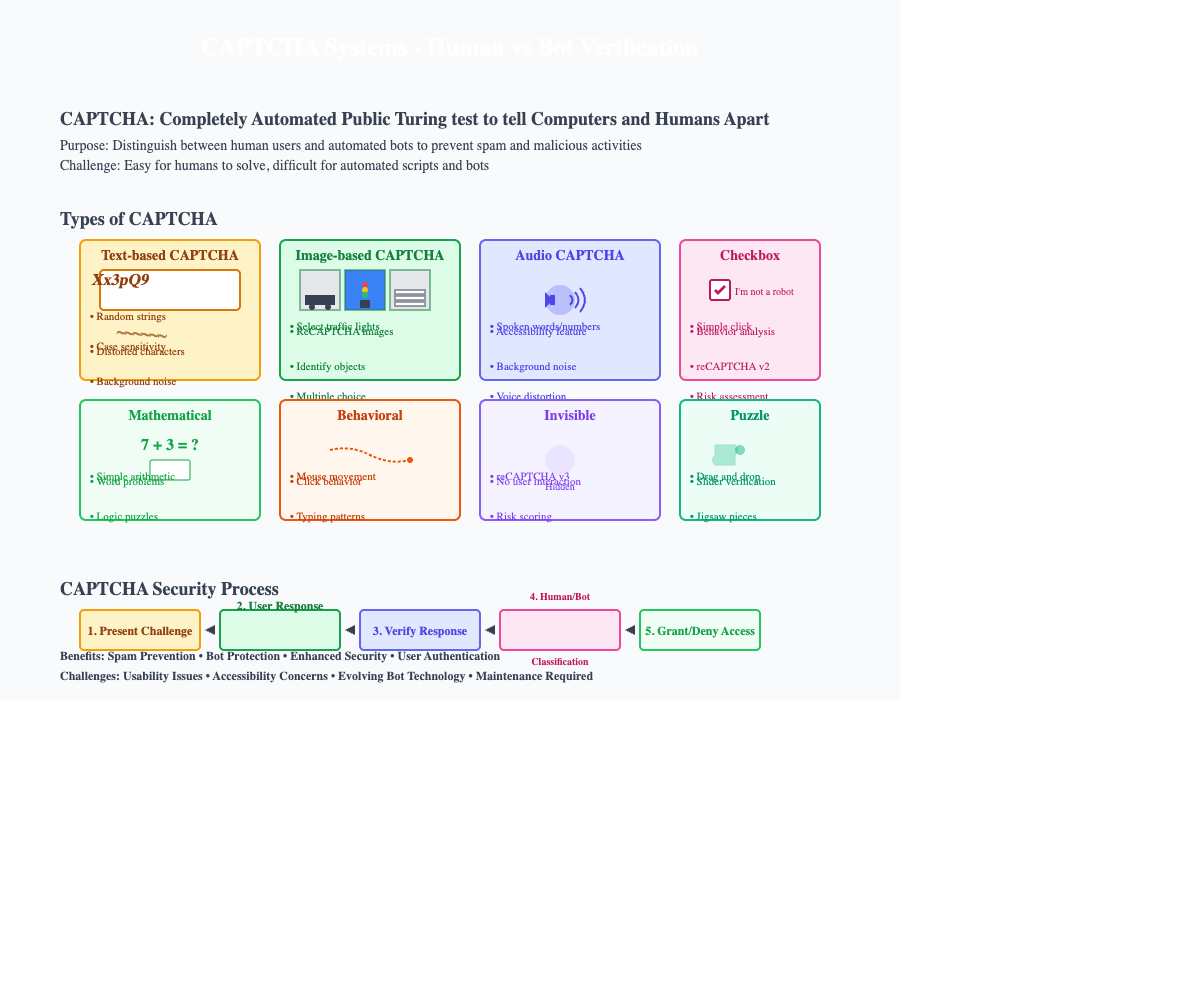 CAPTCHA Systems - Human vs Bot Verification
CAPTCHA: Completely Automated Public Turing test to tell Computers and Humans Apart
Purpose: Distinguish between human users and automated bots to prevent spam and malicious activities
Challenge: Easy for humans to solve, difficult for automated scripts and bots
Types of CAPTCHA
Text-based CAPTCHA
Xx3pQ9
• Random strings
• Case sensitivity
• Distorted characters
• Background noise
Image-based CAPTCHA
• Select traffic lights
• ReCAPTCHA images
• Identify objects
• Multiple choice
Audio CAPTCHA
• Spoken words/numbers
• Accessibility feature
• Background noise
• Voice distortion
Checkbox
I'm not a robot
• Simple click
• Behavior analysis
• reCAPTCHA v2
• Risk assessment
Mathematical
7 + 3 = ?
• Simple arithmetic
• Word problems
• Logic puzzles
Behavioral
• Mouse movement
• Click behavior
• Typing patterns
Invisible
• reCAPTCHA v3
• No user interaction
Hidden
• Risk scoring
Puzzle
• Drag and drop
• Slider verification
• Jigsaw pieces
CAPTCHA Security Process
1. Present Challenge
2. User Response
3. Verify Response
4. Human/Bot
Classification
5. Grant/Deny Access
Benefits: Spam Prevention • Bot Protection • Enhanced Security • User Authentication
Challenges: Usability Issues • Accessibility Concerns • Evolving Bot Technology • Maintenance Required